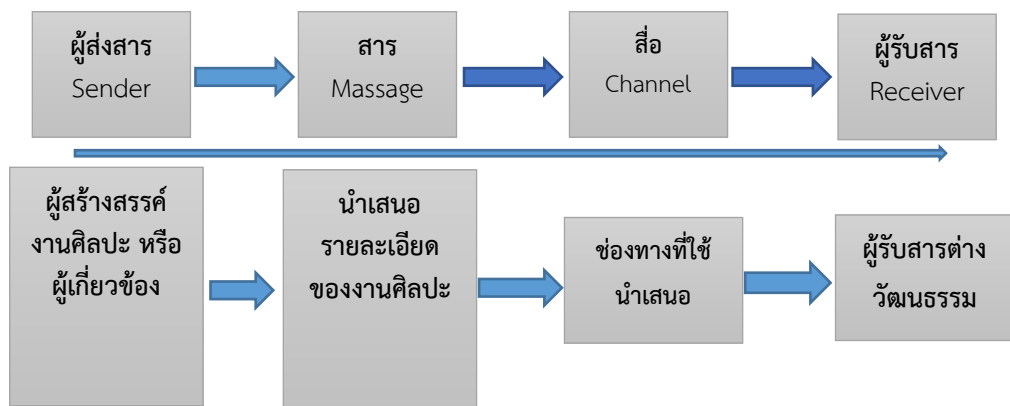 ผู้ส่งสาร
Sender
สาร
Massage
สื่อ
Channel
ผู้รับสาร
Receiver
ผู้สร้างสรรค์
งานศิลปะ หรือ
ผู้เกี่ยวข้อง
นำเสนอ
รายละเอียด
ของงานศิลปะ
ช่องทางที่ใช้
นำเสนอ
ผู้รับสารต่าง
วัฒนธรรม